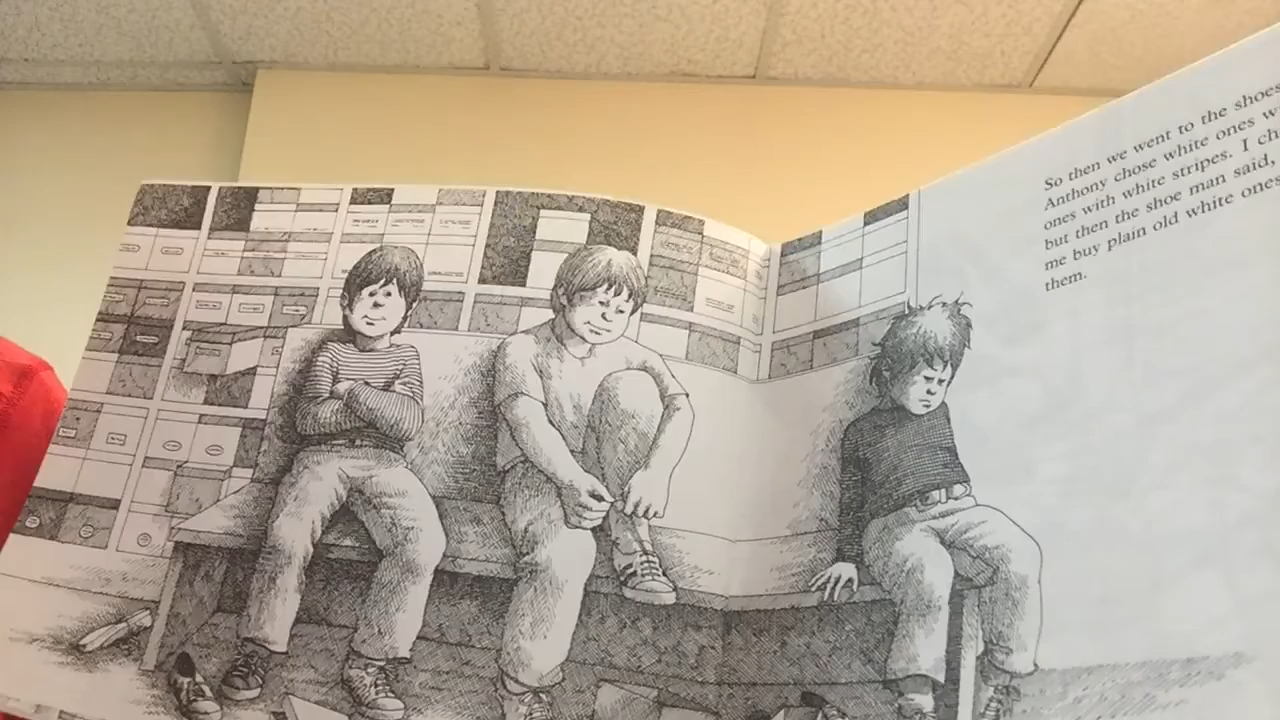 So then we went to the shoes
Anthony chose white ones w
ones with white stripes. I ch
but then the shoe man said,
me buy plain old white ones
them.